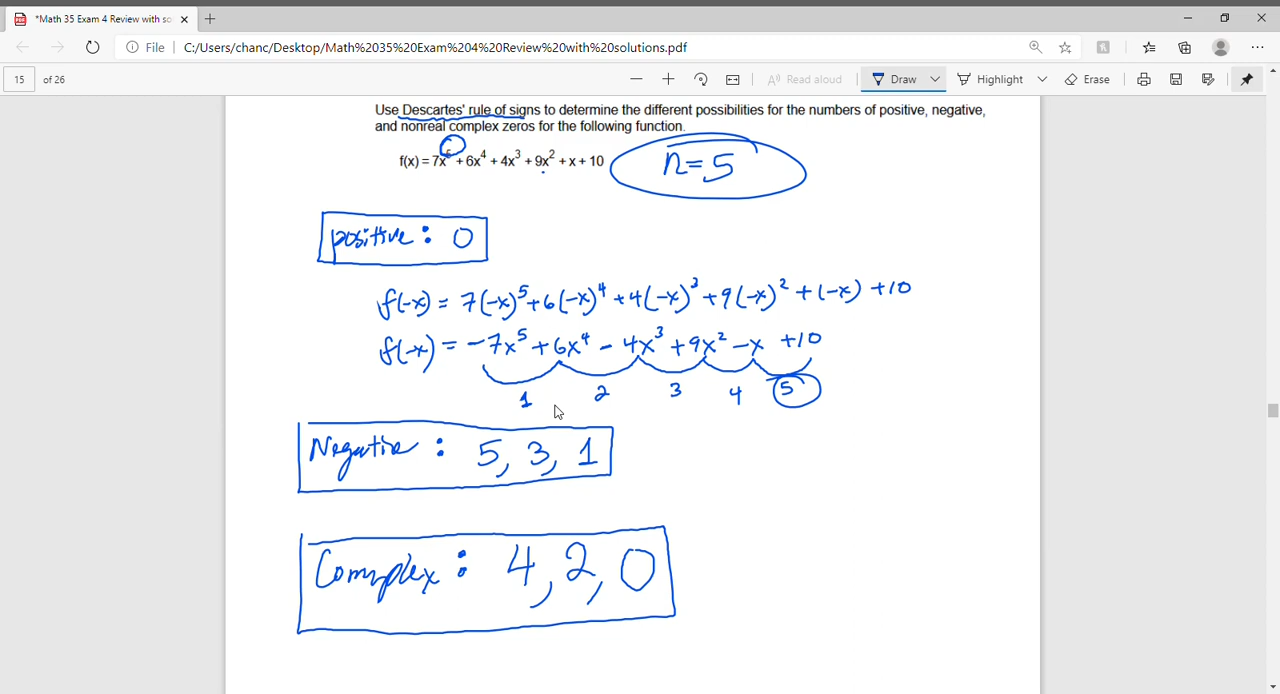 *Math 35 Exam 4 Review with so
File
C:/Users/chanc/Desktop/Math%2035%20Exam%204%20Review%20with%20solutions.pdf
15 of 26
Read aloud
Draw
Highlight
Erase
Use Descartes' rule of signs to determine the different possibilities for the numbers of positive, negative,
and nonreal complex zeros for the following function.
f(x) = 7x⁵ + 6x⁴ + 4x³ + 9x² + x + 10
n = 5
positive : 0
f(-x) = 7(-x)⁵ + 6(-x)⁴ + 4(-x)³ + 9(-x)² + (-x) + 10
f(-x) = -7x⁵ + 6x⁴ - 4x³ + 9x² - x + 10
1 2 3 4 5
Negative : 5, 3, 1
Complex : 4, 2, 0